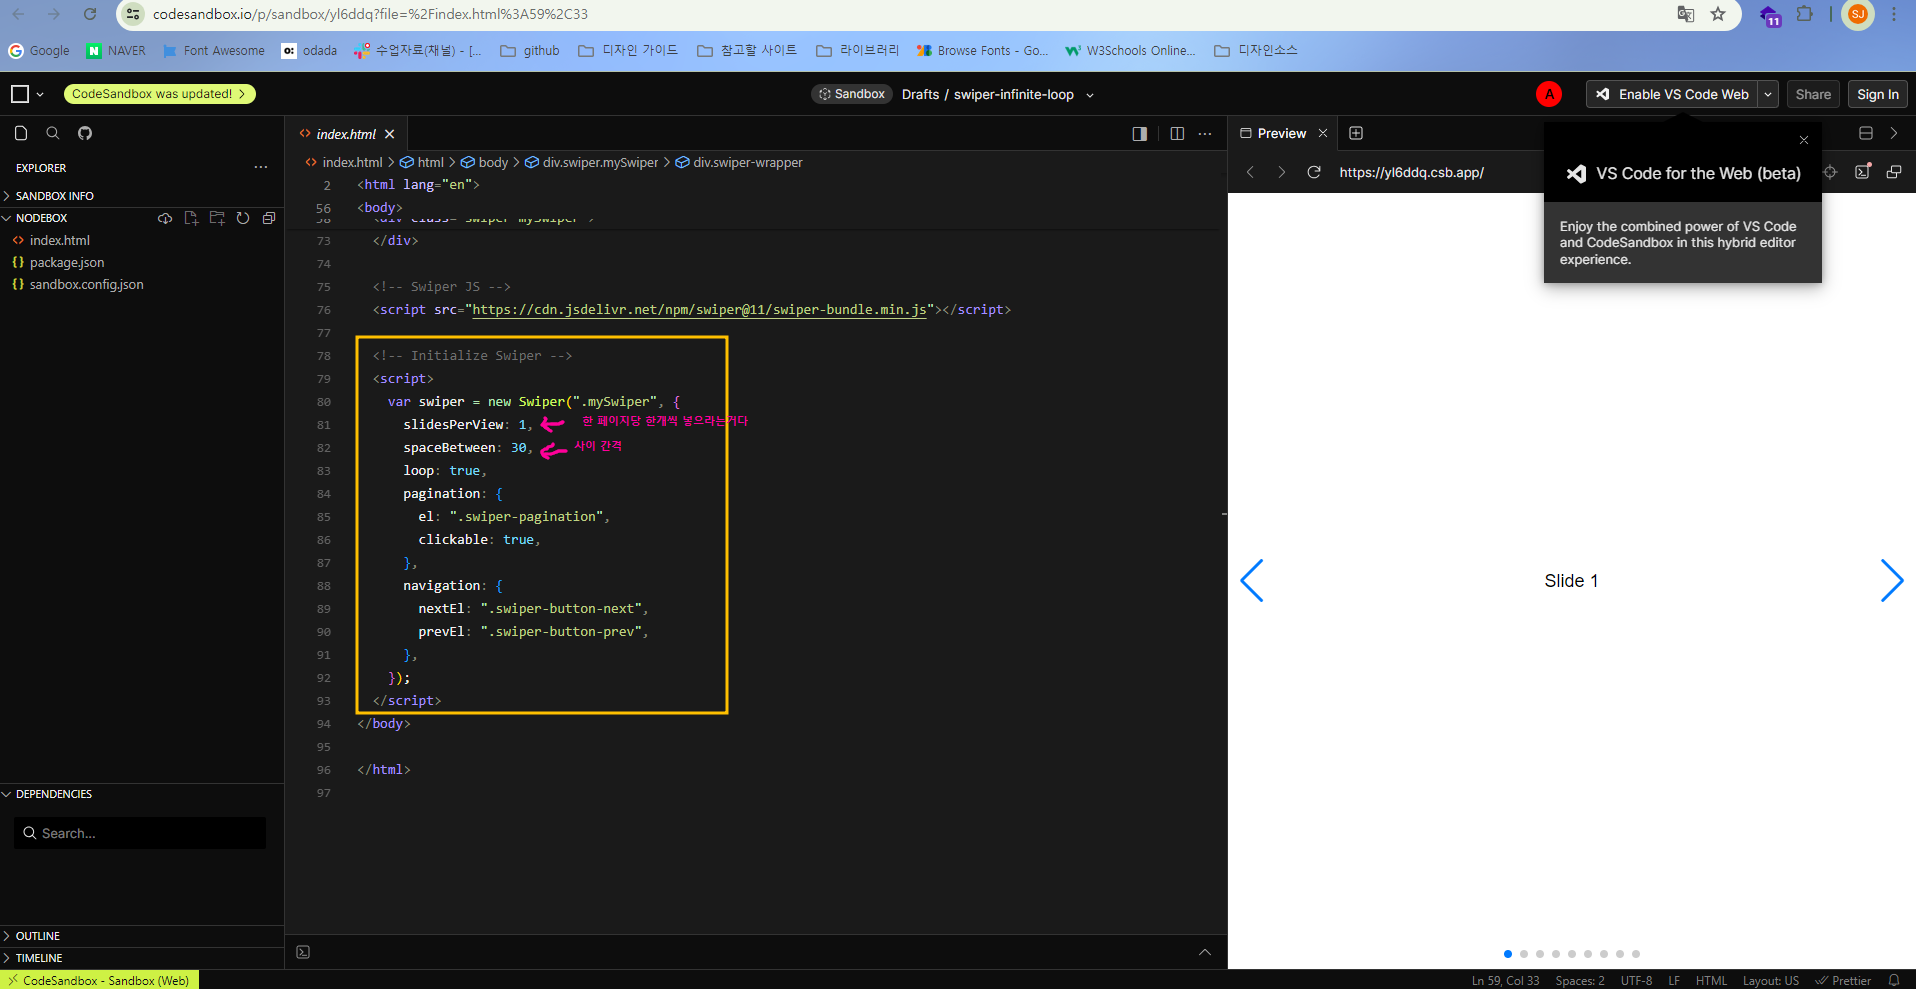 codesandbox.io/p/sandbox/yl6ddq?file=%2Findex.html%3A59%2C33
11
SJ
Google
NAVER
Font Awesome
odada
수업자료(채널) - [...
github
디자인 가이드
참고할 사이트
라이브러리
Browse Fonts - Go...
W3Schools Online...
디자인소스
CodeSandbox was updated! >
Sandbox
Drafts / swiper-infinite-loop
A
Enable VS Code Web
Share
Sign In
EXPLORER
SANDBOX INFO
NODEBOX
index.html
package.json
sandbox.config.json
DEPENDENCIES
Search...
OUTLINE
TIMELINE
index.html
index.html > html > body > div.swiper.mySwiper > div.swiper-wrapper
2 <html lang="en">
56 <body>
58 <div class="swiper mySwiper">
73 </div>
74
75 <!-- Swiper JS -->
76 <script src="https://cdn.jsdelivr.net/npm/swiper@11/swiper-bundle.min.js"></script>
77
78 <!-- Initialize Swiper -->
79 <script>
80 var swiper = new Swiper(".mySwiper", {
81 slidesPerView: 1, 한 페이지당 한개씩 넣으라는거다
82 spaceBetween: 30, 사이 간격
83 loop: true,
84 pagination: {
85 el: ".swiper-pagination",
86 clickable: true,
87 },
88 navigation: {
89 nextEl: ".swiper-button-next",
90 prevEl: ".swiper-button-prev",
91 },
92 });
93 </script>
94 </body>
95
96 </html>
97
Preview
https://yl6ddq.csb.app/
VS Code for the Web (beta)
Enjoy the combined power of VS Code
and CodeSandbox in this hybrid editor
experience.
Slide 1
CodeSandbox - Sandbox (Web)
Ln 59, Col 33
Spaces: 2
UTF-8
LF
HTML
Layout: US
Prettier